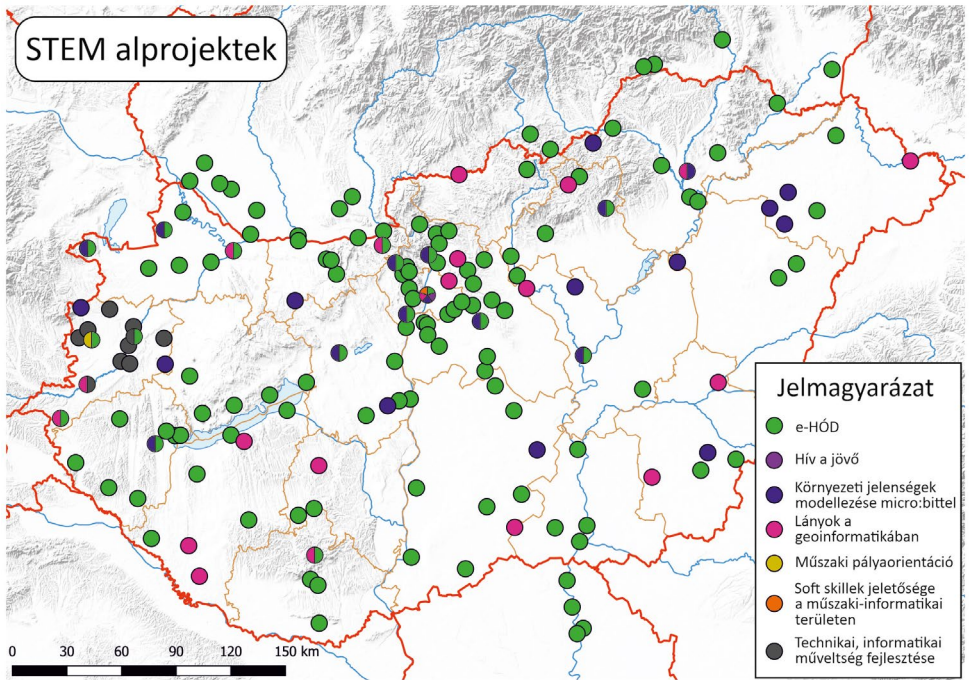 STEM alprojektek
0 30 60 90 120 150 km
Jelmagyarázat
e-HÓD
Hív a jövő
Környezeti jelenségek
modellezése micro:bittel
Lányok a
geoinformatikában
Műszaki pályaorientáció
Soft skillek jeletősége
a műszaki-informatikai
területen
Technikai, informatikai
műveltség fejlesztése